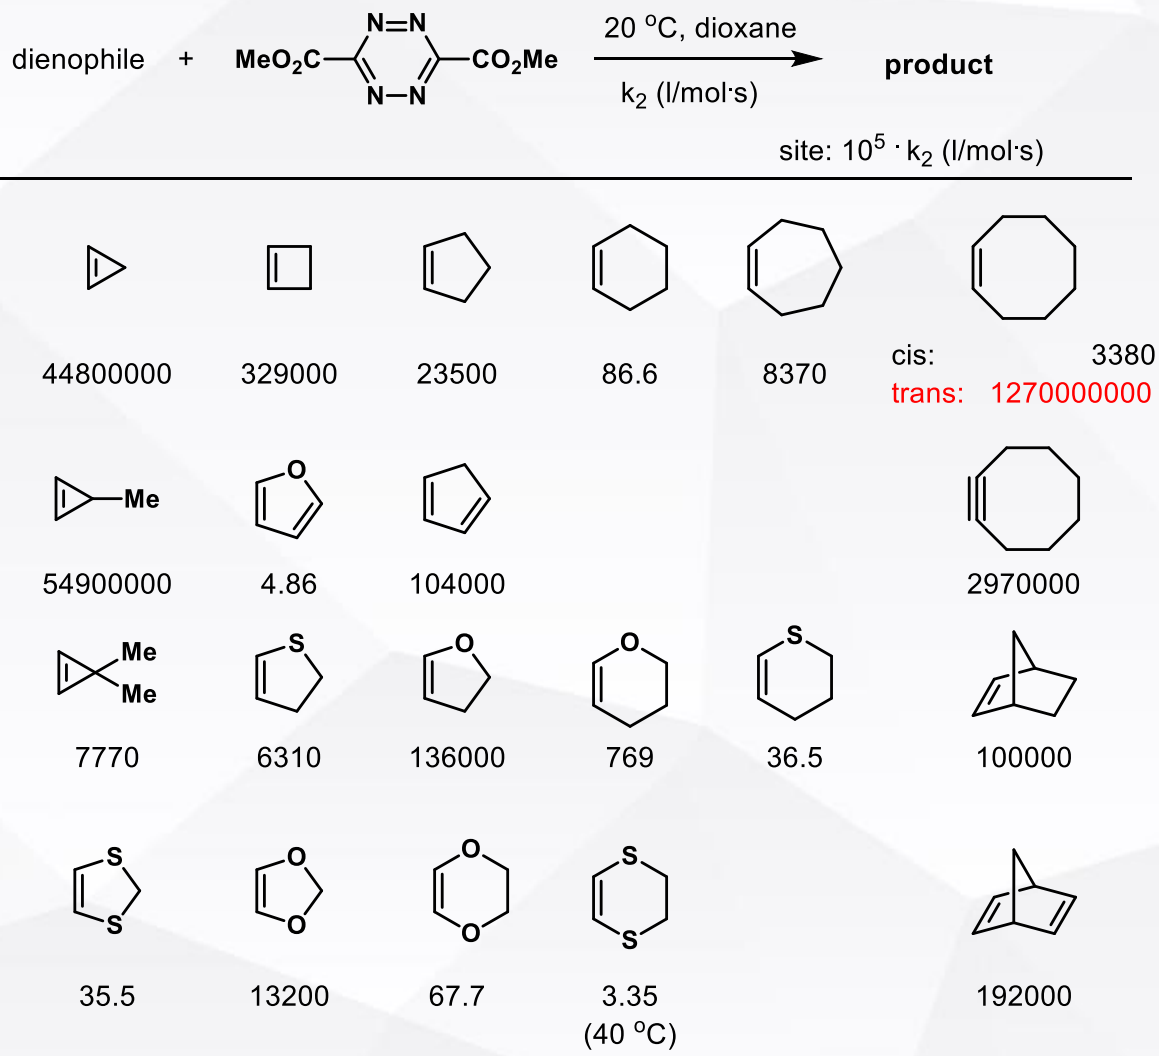 N=N
dienophile + MeO₂C CO₂Me 20 °C, dioxane product
N–N k₂ (l/mol·s)
site: 10⁵ · k₂ (l/mol·s)
44800000 329000 23500 86.6 8370 cis: 3380
trans: 1270000000
Me O
54900000 4.86 104000 2970000
Me Me S O O S
7770 6310 136000 769 36.5 100000
S S O O O O S S
35.5 13200 67.7 3.35 192000
(40 °C)